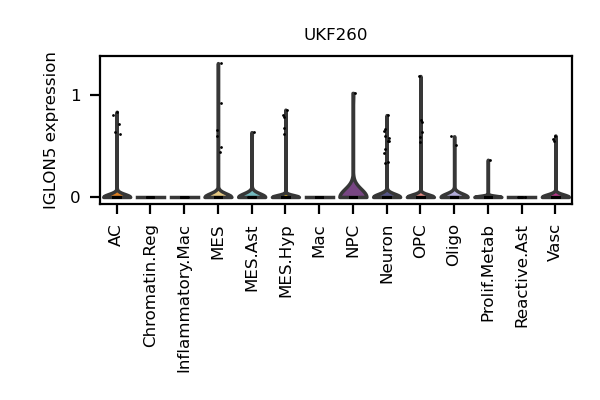 UKF260
IGLON5 expression
1
0
AC
Chromatin.Reg
Inflammatory.Mac
MES
MES.Ast
MES.Hyp
Mac
NPC
Neuron
OPC
Oligo
Prolif.Metab
Reactive.Ast
Vasc